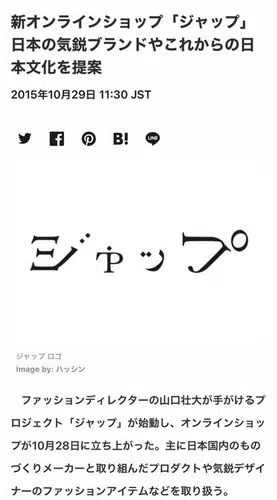 新オンラインショップ「ジャップ」
日本の気鋭ブランドやこれからの日
本文化を提案
2015年10月29日 11:30 JST
B!
LINE
ジャップ
ジャップ ロゴ
Image by: ハッシン
ファッションディレクターの山口壮大が手がけるプ
ロジェクト「ジャップ」が始動し、オンラインショッ
プが10月28日に立ち上がった。主に日本国内のもの
づくりメーカーと取り組んだプロダクトや気鋭デザイ
ナーのファッションアイテムなどを取り扱う。